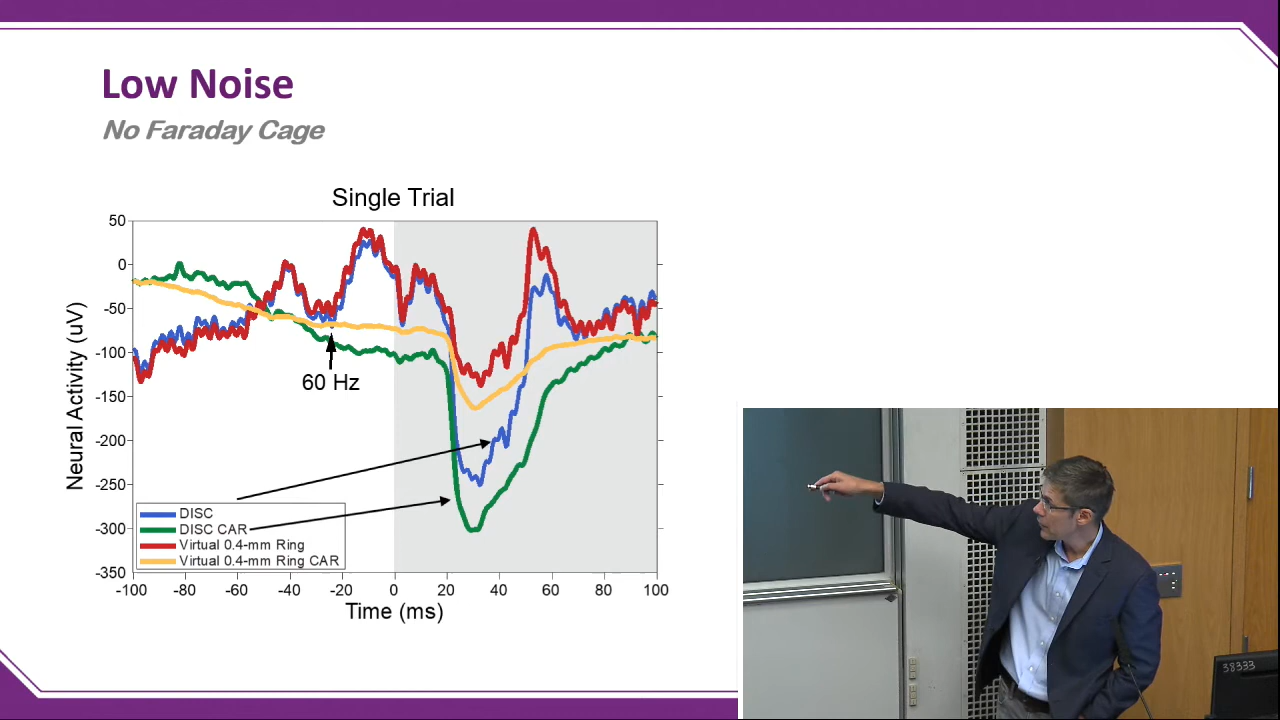 Low Noise
No Faraday Cage
Single Trial
Neural Activity (uV)
50
0
-50
-100
-150
-200
-250
-300
-350
60 Hz
DISC
DISC CAR
Virtual 0.4-mm Ring
Virtual 0.4-mm Ring CAR
-100 -80 -60 -40 -20 0 20 40 60 80 100
Time (ms)
38333